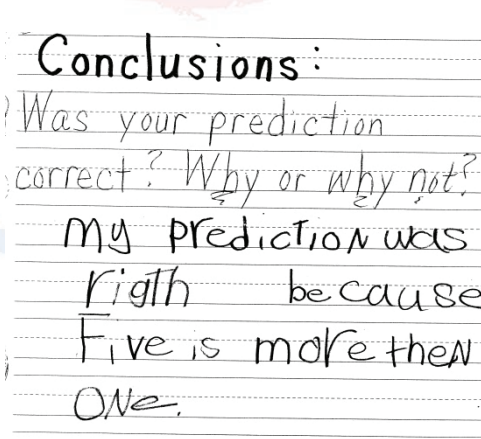 Conclusions:
Was your prediction
correct? Why or why not?
My prediction was
rigth because
Five is more then
one.